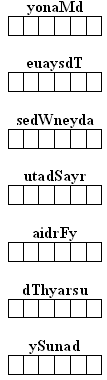 yonaMd
euaysdT
sedWneyda
utadSayr
aidrFy
dThyarsu
ySunad